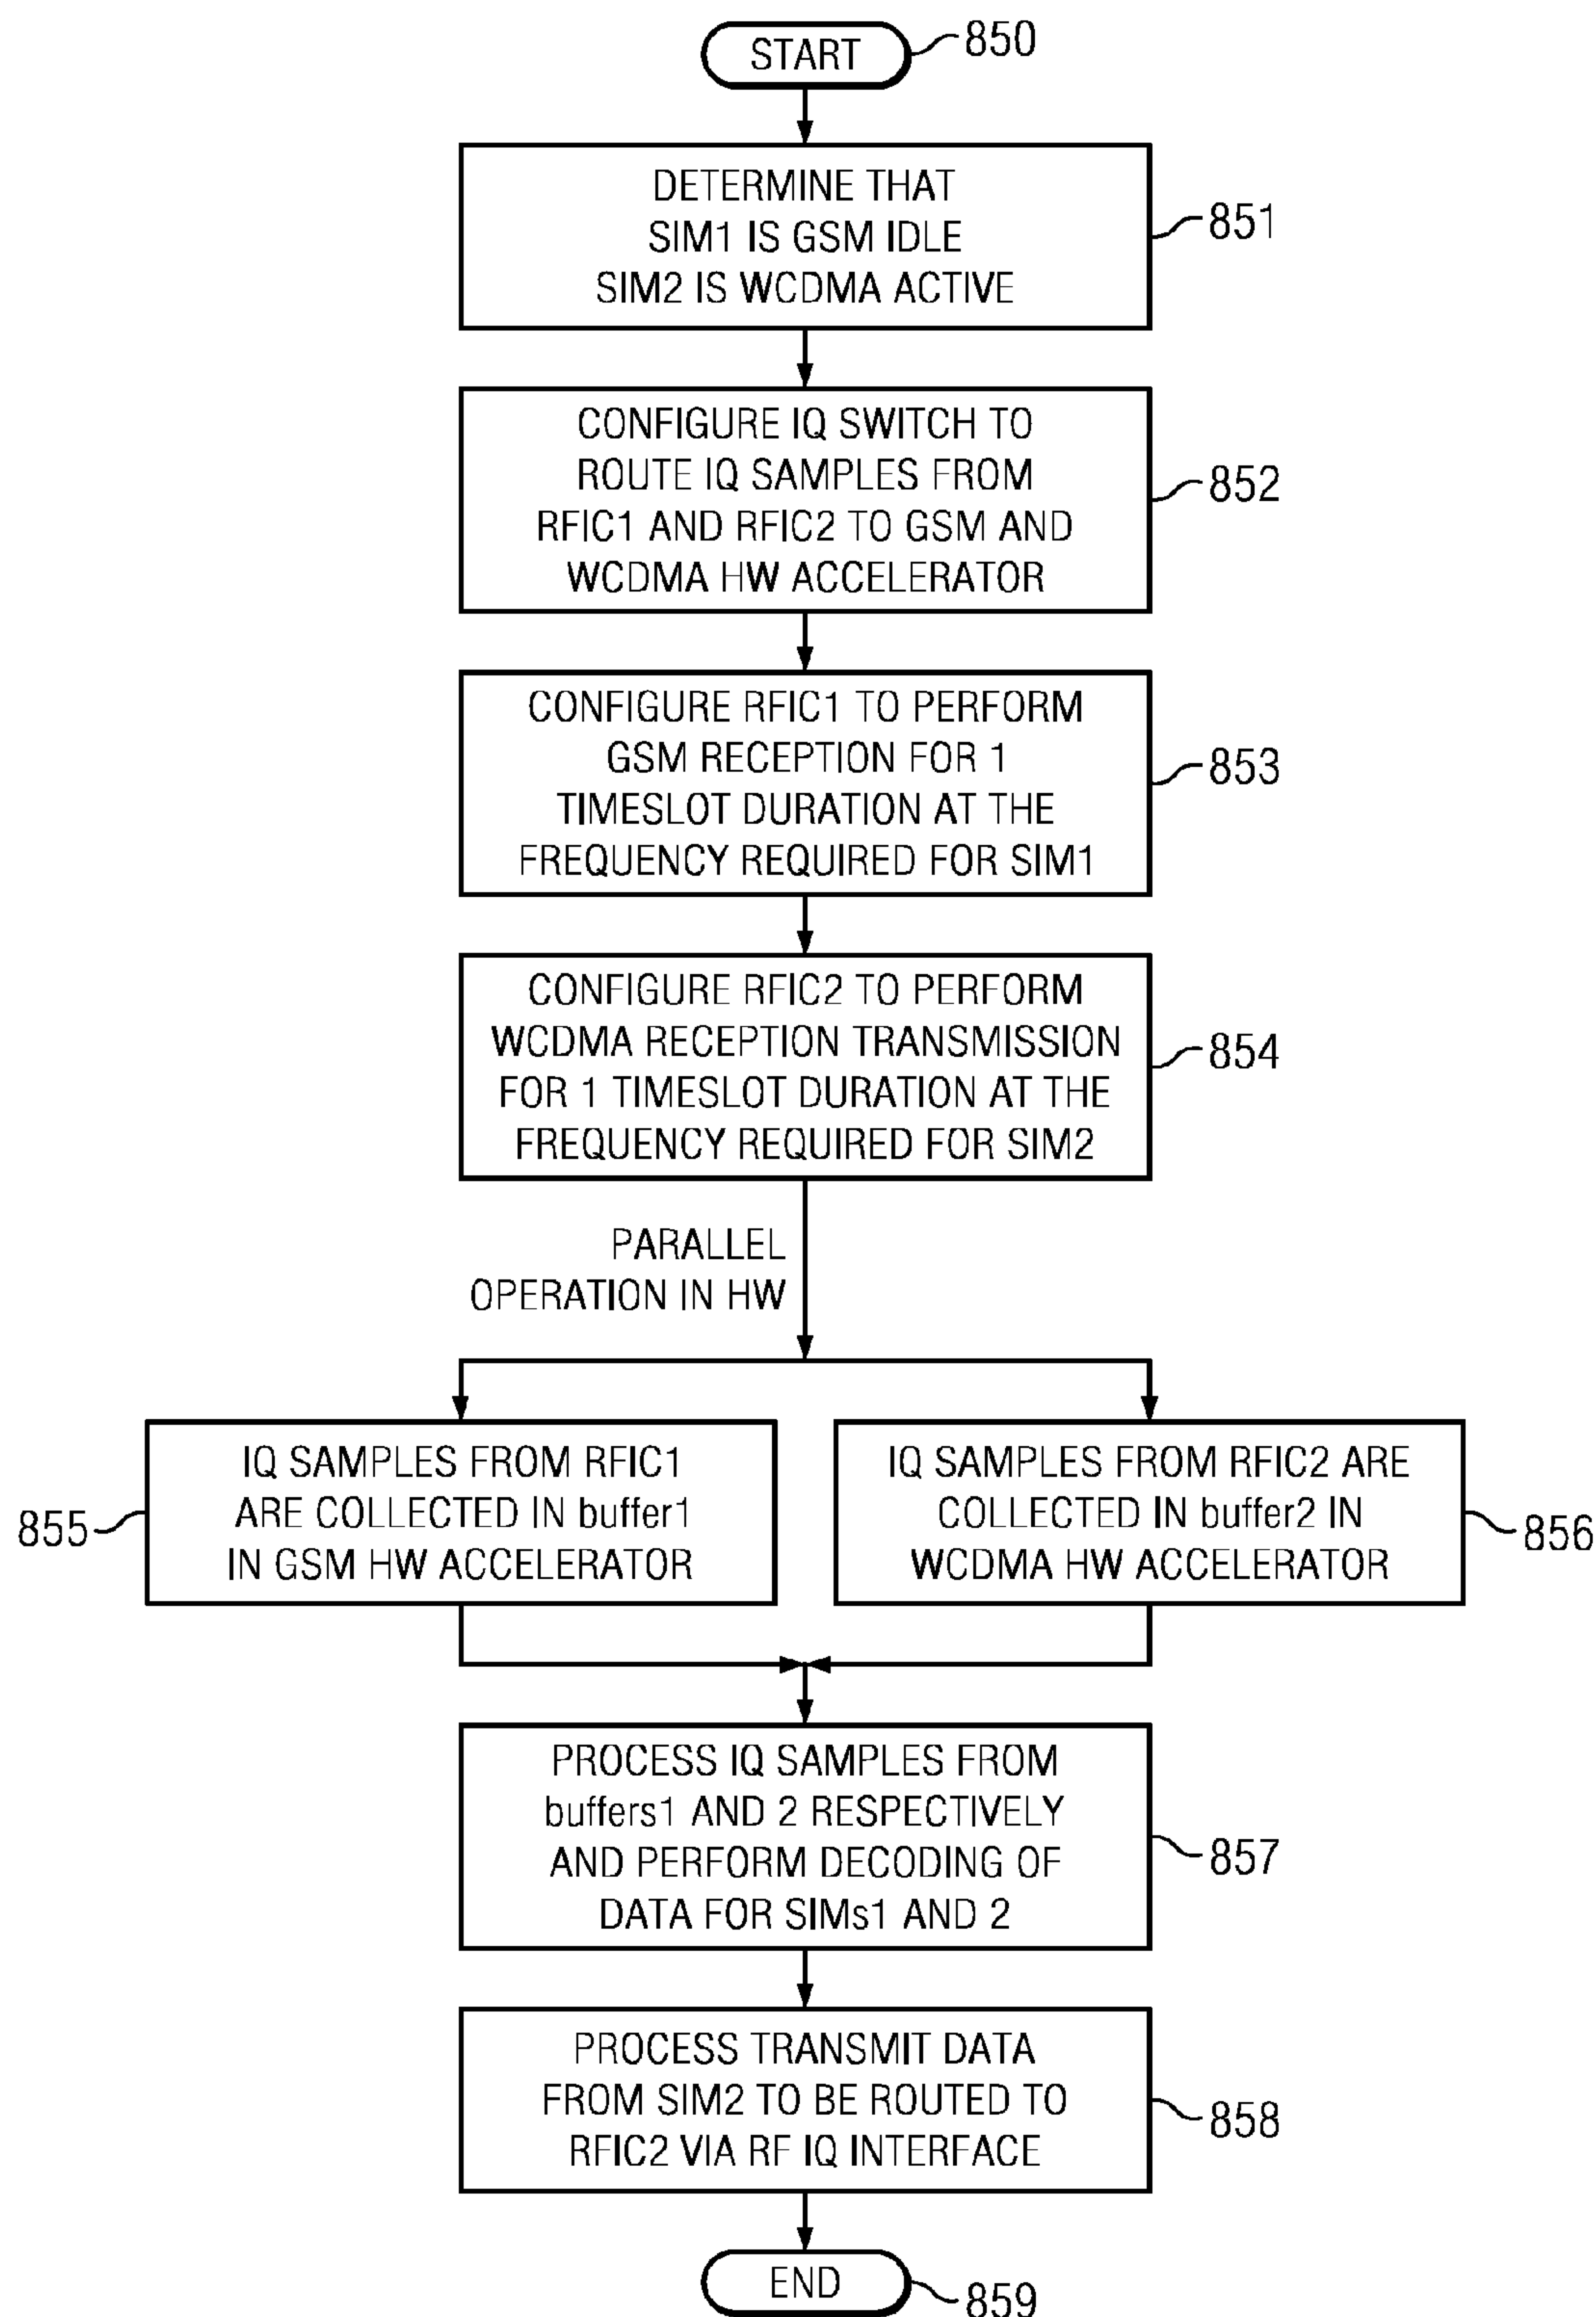 START
850
DETERMINE THAT
SIM1 IS GSM IDLE
SIM2 IS WCDMA ACTIVE
851
CONFIGURE IQ SWITCH TO
ROUTE IQ SAMPLES FROM
RFIC1 AND RFIC2 TO GSM AND
WCDMA HW ACCELERATOR
852
CONFIGURE RFIC1 TO PERFORM
GSM RECEPTION FOR 1
TIMESLOT DURATION AT THE
FREQUENCY REQUIRED FOR SIM1
853
CONFIGURE RFIC2 TO PERFORM
WCDMA RECEPTION TRANSMISSION
FOR 1 TIMESLOT DURATION AT THE
FREQUENCY REQUIRED FOR SIM2
854
PARALLEL
OPERATION IN HW
IQ SAMPLES FROM RFIC1
ARE COLLECTED IN buffer1
IN GSM HW ACCELERATOR
855
IQ SAMPLES FROM RFIC2 ARE
COLLECTED IN buffer2 IN
WCDMA HW ACCELERATOR
856
PROCESS IQ SAMPLES FROM
buffers1 AND 2 RESPECTIVELY
AND PERFORM DECODING OF
DATA FOR SIMs1 AND 2
857
PROCESS TRANSMIT DATA
FROM SIM2 TO BE ROUTED TO
RFIC2 VIA RF IQ INTERFACE
858
END
859